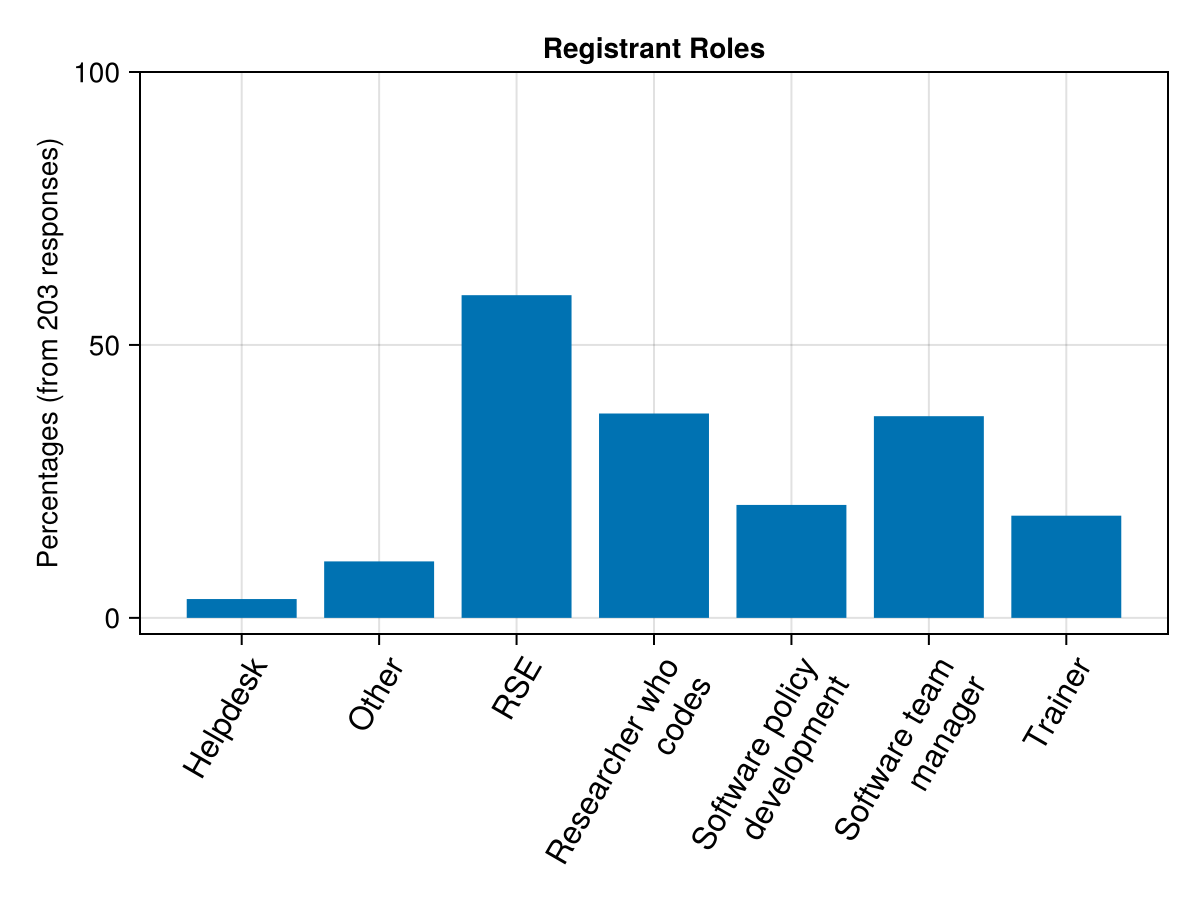 Registrant Roles
Percentages (from 203 responses)
100
50
0
Helpdesk
Other
RSE
Researcher who
codes
Software policy
development
Software team
manager
Trainer